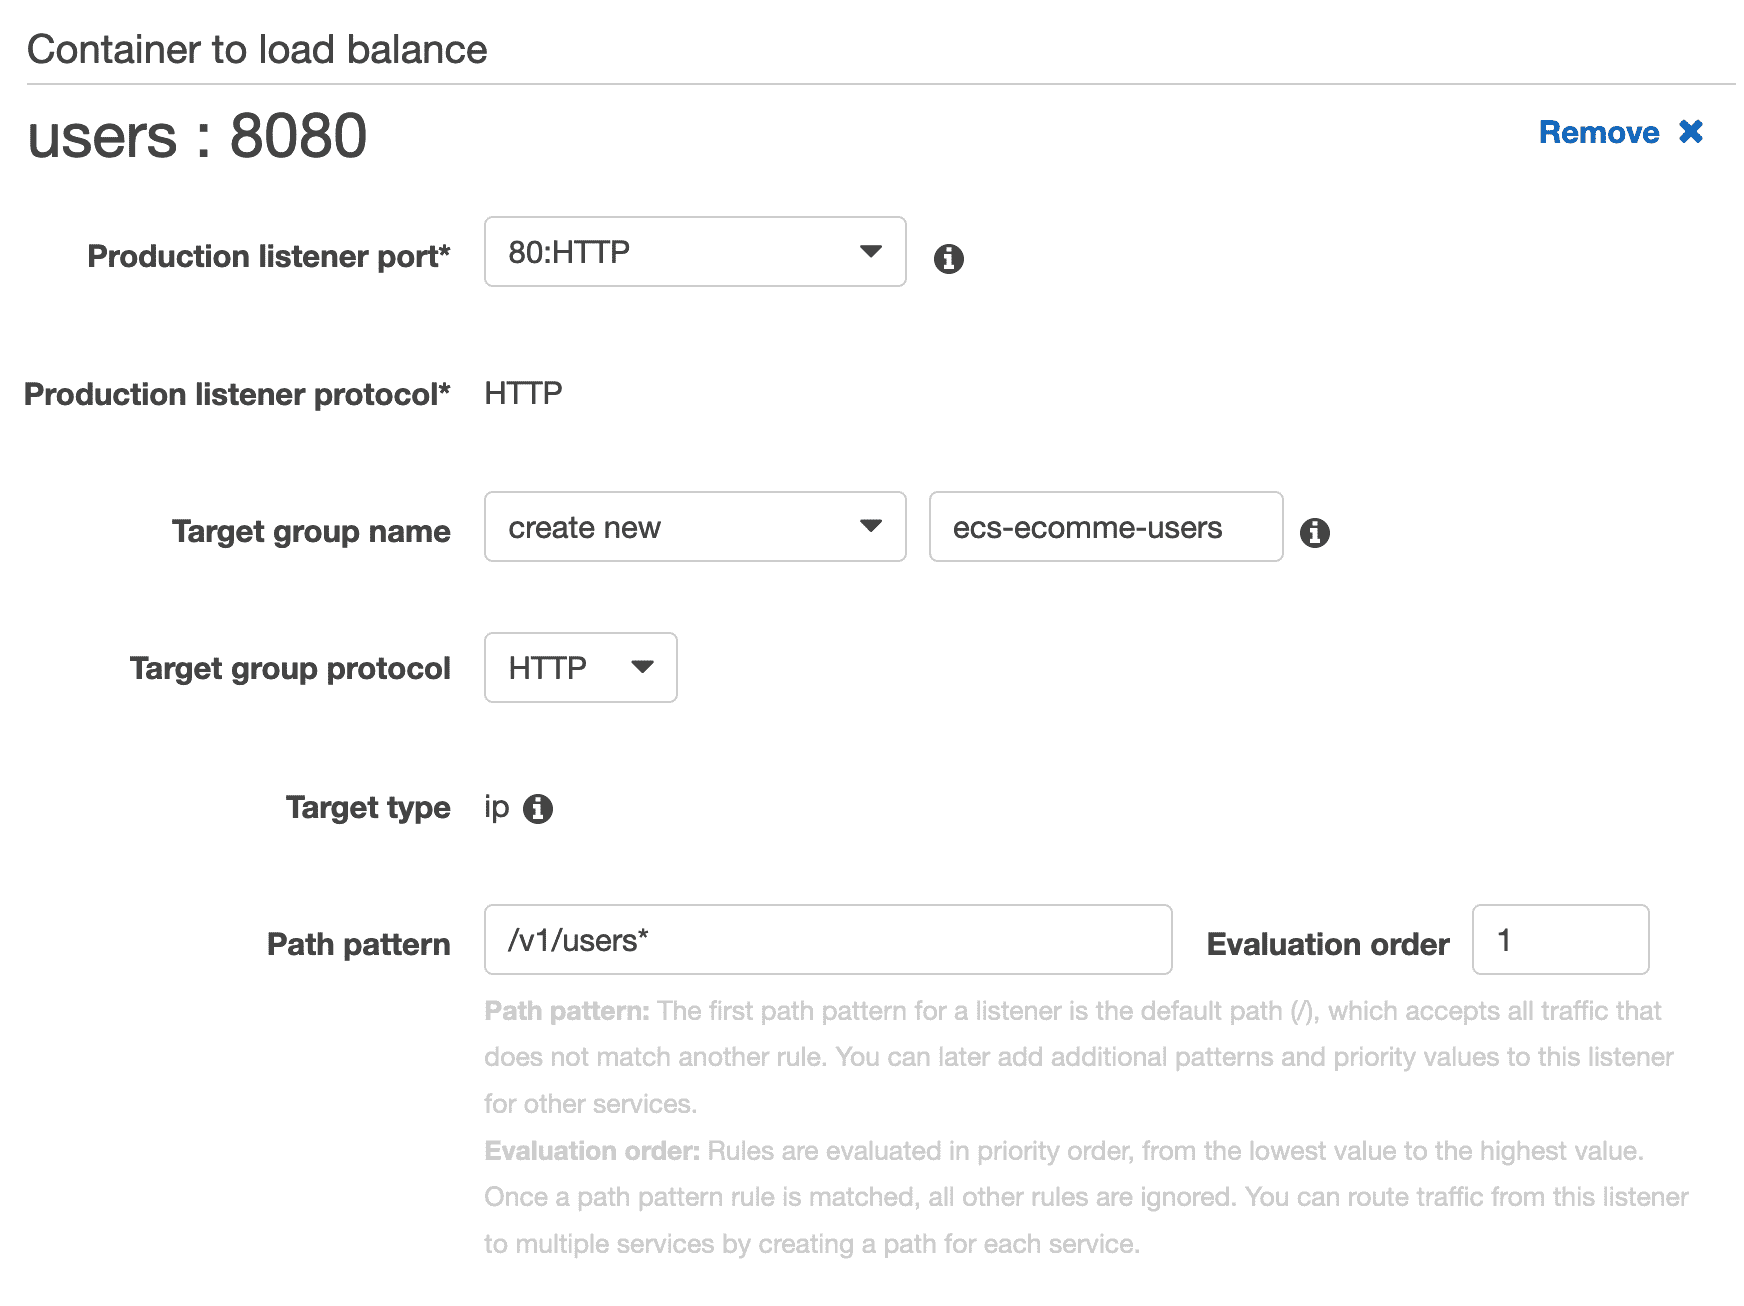 Container to load balance
users : 8080
Remove ✖
Production listener port* 80:HTTP
Production listener protocol* HTTP
Target group name create new ecs-ecomme-users
Target group protocol HTTP
Target type ip
Path pattern /v1/users* Evaluation order 1
Path pattern: The first path pattern for a listener is the default path (/), which accepts all traffic that
does not match another rule. You can later add additional patterns and priority values to this listener
for other services.
Evaluation order: Rules are evaluated in priority order, from the lowest value to the highest value.
Once a path pattern rule is matched, all other rules are ignored. You can route traffic from this listener
to multiple services by creating a path for each service.